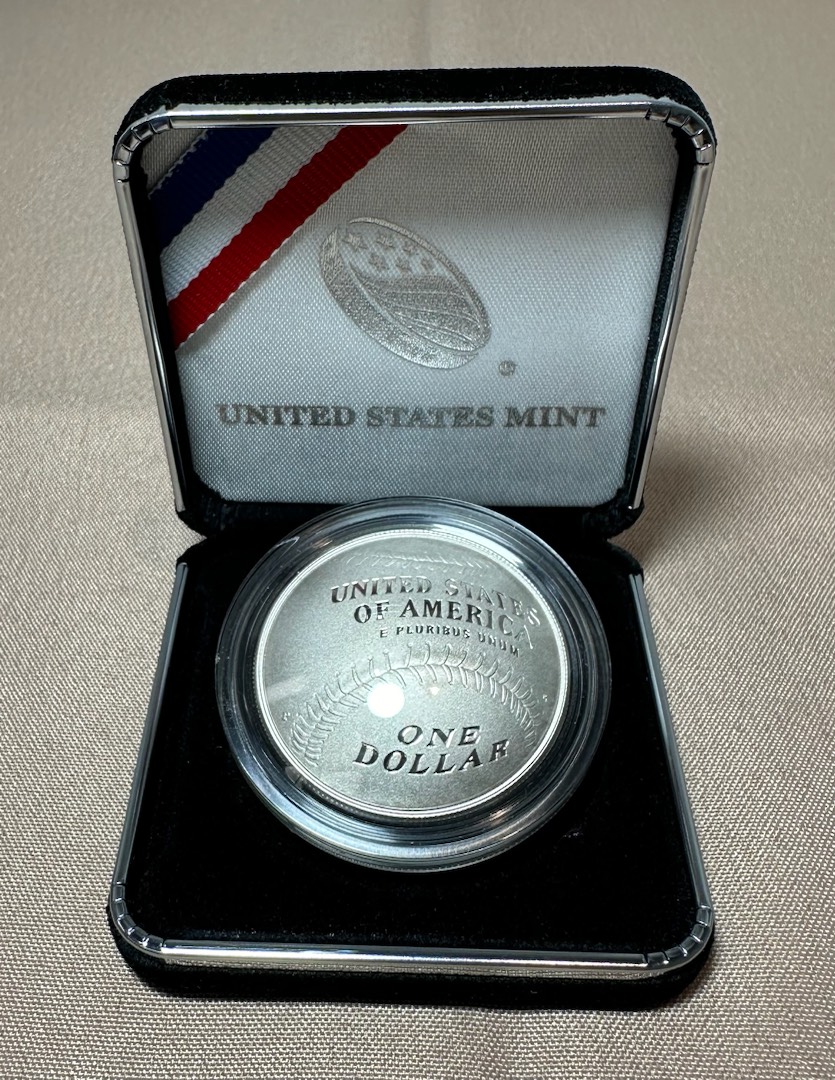 UNITED STATES MINT
UNITED STATES
OF AMERICA
E PLURIBUS UNUM
ONE
DOLLAR